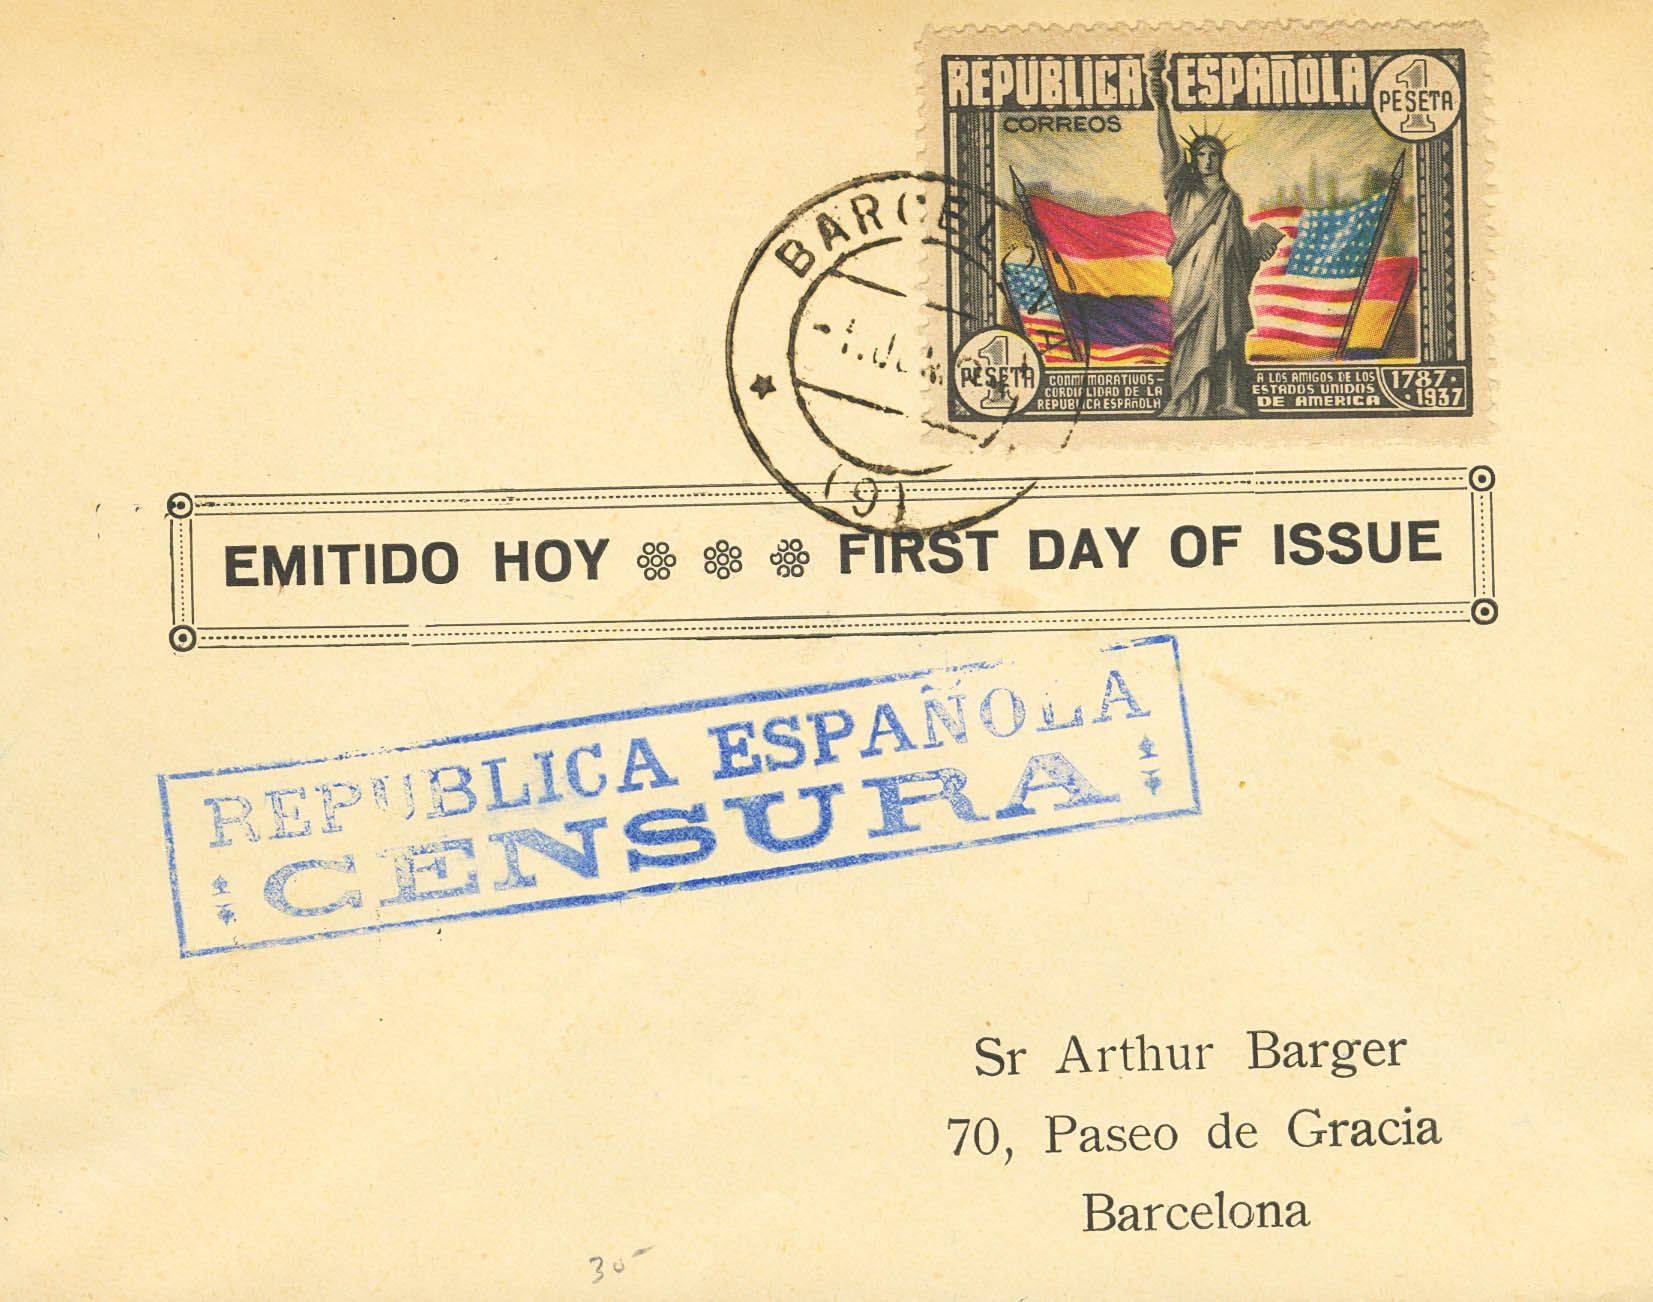 REPUBLICA ESPAÑOLA
1 PESETA
CORREOS
1 PESETA
CONMEMORATIVOS-
CORDIALIDAD DE LA
REPUBLICA ESPAÑOLA
A LOS AMIGOS DE LOS
ESTADOS UNIDOS
DE AMERICA
1787·
·1937
BARCELONA
(9)
EMITIDO HOY FIRST DAY OF ISSUE
REPUBLICA ESPAÑOLA
CENSURA
Sr Arthur Barger
70, Paseo de Gracia
Barcelona
30